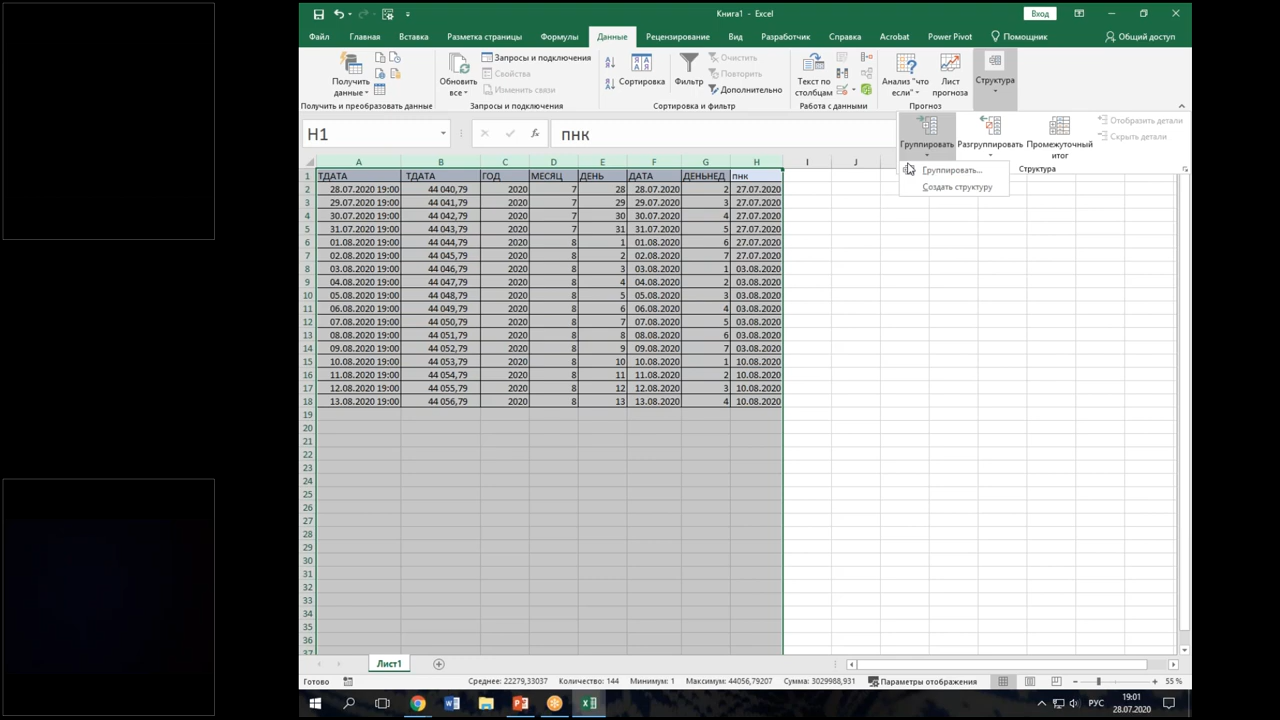 Книга1 - Excel
Вход
Файл Главная Вставка Разметка страницы Формулы Данные Рецензирование Вид Разработчик Справка Acrobat Power Pivot Помощник Общий доступ
Получить данные
Получить и преобразовать данные
Обновить все
Запросы и подключения
Свойства
Изменить связи
Запросы и подключения
Сортировка
Фильтр
Очистить
Повторить
Дополнительно
Сортировка и фильтр
Текст по столбцам
Работа с данными
Анализ "что если"
Лист прогноза
Прогноз
Структура
Группировать
Разгруппировать
Промежуточный итог
Отобразить детали
Скрыть детали
Структура
Группировать...
Создать структуру
H1
fx
пнк
A B C D E F G H I J
1 ТДАТА ТДАТА ГОД МЕСЯЦ ДЕНЬ ДАТА ДЕНЬНЕД пнк
2 28.07.2020 19:00 44 040,79 2020 7 28 28.07.2020 2 27.07.2020
3 29.07.2020 19:00 44 041,79 2020 7 29 29.07.2020 3 27.07.2020
4 30.07.2020 19:00 44 042,79 2020 7 30 30.07.2020 4 27.07.2020
5 31.07.2020 19:00 44 043,79 2020 7 31 31.07.2020 5 27.07.2020
6 01.08.2020 19:00 44 044,79 2020 8 1 01.08.2020 6 27.07.2020
7 02.08.2020 19:00 44 045,79 2020 8 2 02.08.2020 7 27.07.2020
8 03.08.2020 19:00 44 046,79 2020 8 3 03.08.2020 1 03.08.2020
9 04.08.2020 19:00 44 047,79 2020 8 4 04.08.2020 2 03.08.2020
10 05.08.2020 19:00 44 048,79 2020 8 5 05.08.2020 3 03.08.2020
11 06.08.2020 19:00 44 049,79 2020 8 6 06.08.2020 4 03.08.2020
12 07.08.2020 19:00 44 050,79 2020 8 7 07.08.2020 5 03.08.2020
13 08.08.2020 19:00 44 051,79 2020 8 8 08.08.2020 6 03.08.2020
14 09.08.2020 19:00 44 052,79 2020 8 9 09.08.2020 7 03.08.2020
15 10.08.2020 19:00 44 053,79 2020 8 10 10.08.2020 1 10.08.2020
16 11.08.2020 19:00 44 054,79 2020 8 11 11.08.2020 2 10.08.2020
17 12.08.2020 19:00 44 055,79 2020 8 12 12.08.2020 3 10.08.2020
18 13.08.2020 19:00 44 056,79 2020 8 13 13.08.2020 4 10.08.2020
19
20
21
22
23
24
25
26
27
28
29
30
31
32
33
34
35
36
37
Лист1
Готово Среднее: 22279,33037 Количество: 144 Минимум: 1 Максимум: 44056,79207 Сумма: 3029988,931 Параметры отображения 55 %
РУС
19:01
28.07.2020